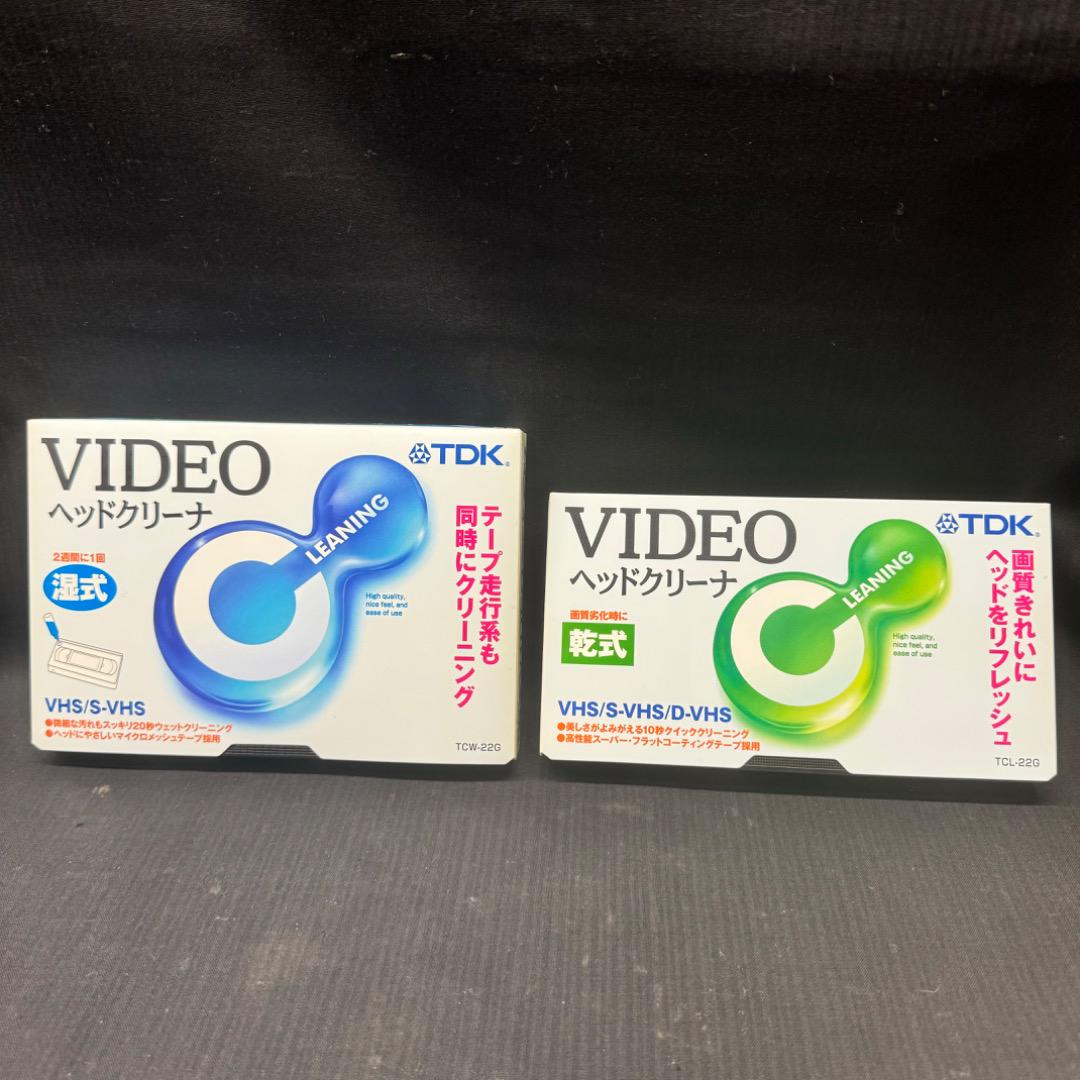 VIDEO
ヘッドクリーナ
TDK
2週間に1回
湿式
LEANING
High quality,
nice feel, and
ease of use
テープ走行系も
同時にクリーニング
VHS/S-VHS
●微細な汚れもスッキリ20秒ウェットクリーニング
●ヘッドにやさしいマイクロメッシュテープ採用
TCW-22G
VIDEO
ヘッドクリーナ
TDK
画質劣化時に
乾式
LEANING
High quality,
nice feel, and
ease of use
画質きれいに
ヘッドをリフレッシュ
VHS/S-VHS/D-VHS
●美しさがよみがえる10秒クイッククリーニング
●高性能スーパー・フラットコーティングテープ採用
TCL-22G